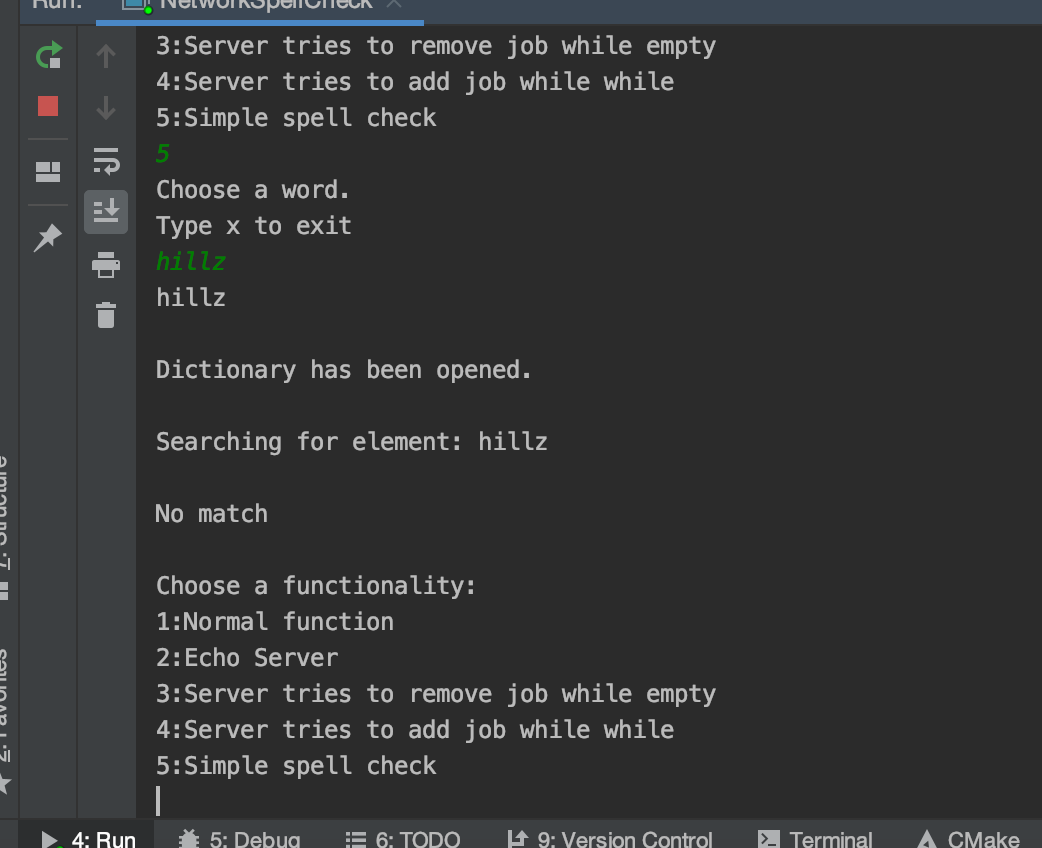 Run:
NetworkSpellCheck
3:Server tries to remove job while empty
4:Server tries to add job while while
5:Simple spell check
5
Choose a word.
Type x to exit
hillz
hillz
Dictionary has been opened.
Searching for element: hillz
No match
Choose a functionality:
1:Normal function
2:Echo Server
3:Server tries to remove job while empty
4:Server tries to add job while while
5:Simple spell check
7: Structure
2: Favorites
4: Run 5: Debug 6: TODO 9: Version Control Terminal CMake